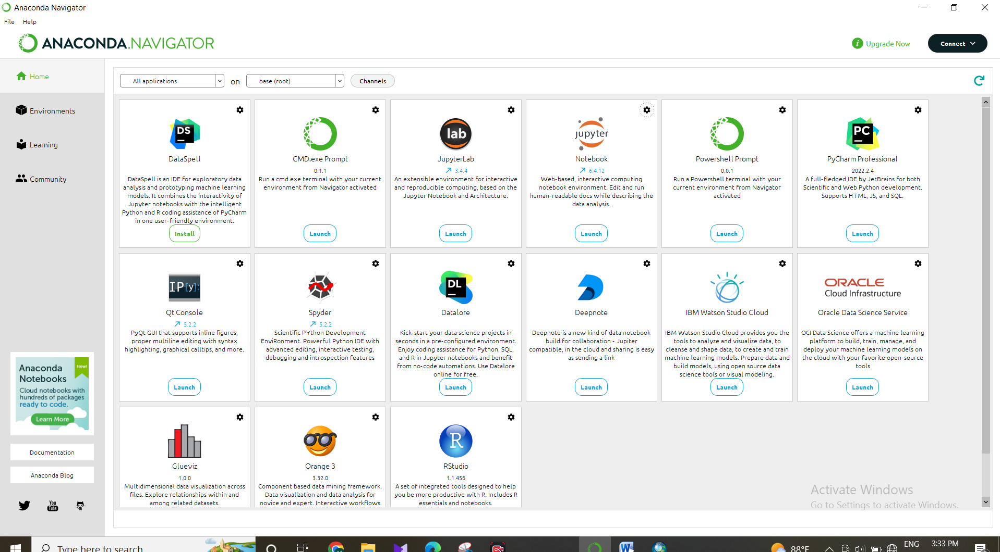 Anaconda Navigator
File Help
ANACONDA.NAVIGATOR
i Upgrade Now
Connect
Home
Environments
Learning
Community
All applications on base (root) Channels
DS
DataSpell
DataSpell is an IDE for exploratory data
analysis and prototyping machine learning
models. It combines the interactivity of
Jupyter notebooks with the intelligent
Python and R coding assistance of PyCharm
in one user-friendly environment.
Install
CMD.exe Prompt
0.1.1
Run a cmd.exe terminal with your current
environment from Navigator activated
Launch
lab
JupyterLab
3.4.4
An extensible environment for interactive
and reproducible computing, based on the
Jupyter Notebook and Architecture.
Launch
jupyter
Notebook
6.4.12
Web-based, interactive computing
notebook environment. Edit and run
human-readable docs while describing the
data analysis.
Launch
Powershell Prompt
0.0.1
Run a Powershell terminal with your
current environment from Navigator
activated
Launch
PC
PyCharm Professional
2022.2.4
A full-fledged IDE by JetBrains for both
Scientific and Web Python development.
Supports HTML, JS, and SQL.
Launch
IP[y]:
Qt Console
5.2.2
PyQt GUI that supports inline figures,
proper multiline editing with syntax
highlighting, graphical calltips, and more.
Launch
Spyder
5.2.2
Scientific PYthon Development
EnviRonment. Powerful Python IDE with
advanced editing, interactive testing,
debugging and introspection features
Launch
DL
Datalore
Kick-start your data science projects in
seconds in a pre-configured environment.
Enjoy coding assistance for Python, SQL,
and R in Jupyter notebooks and benefit
from no-code automations. Use Datalore
online for free.
Launch
Deepnote
Deepnote is a new kind of data notebook
build for collaboration - Jupiter
compatible, in the cloud and sharing is easy
as sending a link
Launch
IBM Watson Studio Cloud
IBM Watson Studio Cloud provides you the
tools to analyze and visualize data, to
cleanse and shape data, to create and train
machine learning models. Prepare data and
build models, using open source data
science tools or visual modeling.
Launch
ORACLE
Cloud Infrastructure
Oracle Data Science Service
OCI Data Science offers a machine learning
platform to build, train, manage, and
deploy your machine learning models on
the cloud with your favorite open-source
tools
Launch
Glueviz
1.0.0
Multidimensional data visualization across
files. Explore relationships within and
among related datasets.
Orange 3
3.32.0
Component based data mining framework.
Data visualization and data analysis for
novice and expert. Interactive workflows
R
RStudio
1.1.456
A set of integrated tools designed to help
you be more productive with R. Includes R
essentials and notebooks.
Anaconda New!
Notebooks
Cloud notebooks with
hundreds of packages
ready to code.
Learn More
Documentation
Anaconda Blog
You
Tube
Activate Windows
Go to Settings to activate Windows.
Type here to search
W
88°F
ENG
3:33 PM